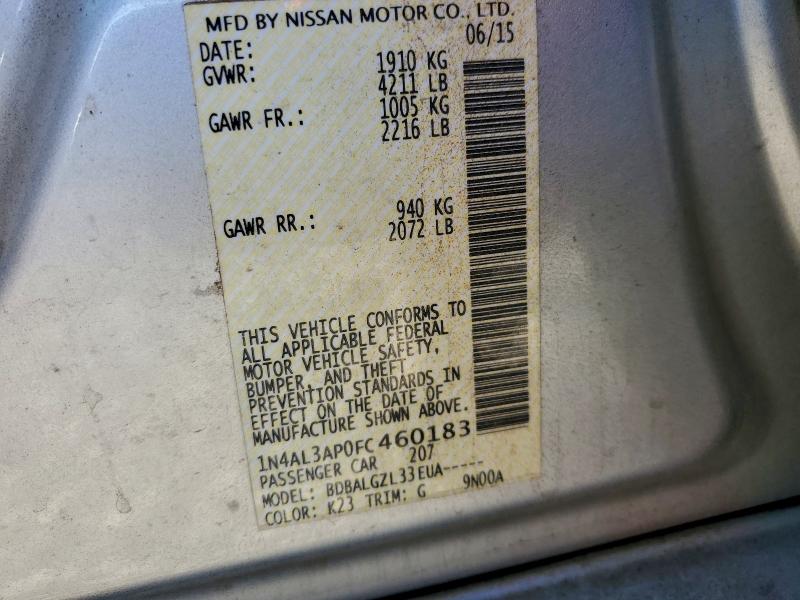 MFD BY NISSAN MOTOR CO., LTD.
DATE: 06/15
GVWR: 1910 KG
4211 LB
GAWR FR.: 1005 KG
2216 LB
GAWR RR.: 940 KG
2072 LB
THIS VEHICLE CONFORMS TO
ALL APPLICABLE FEDERAL
MOTOR VEHICLE SAFETY,
BUMPER, AND THEFT
PREVENTION STANDARDS IN
EFFECT ON THE DATE OF
MANUFACTURE SHOWN ABOVE.
1N4AL3AP0FC460183
PASSENGER CAR 207
MODEL: BDBALGZL33EUA-----
COLOR: K23 TRIM: G 9N00A